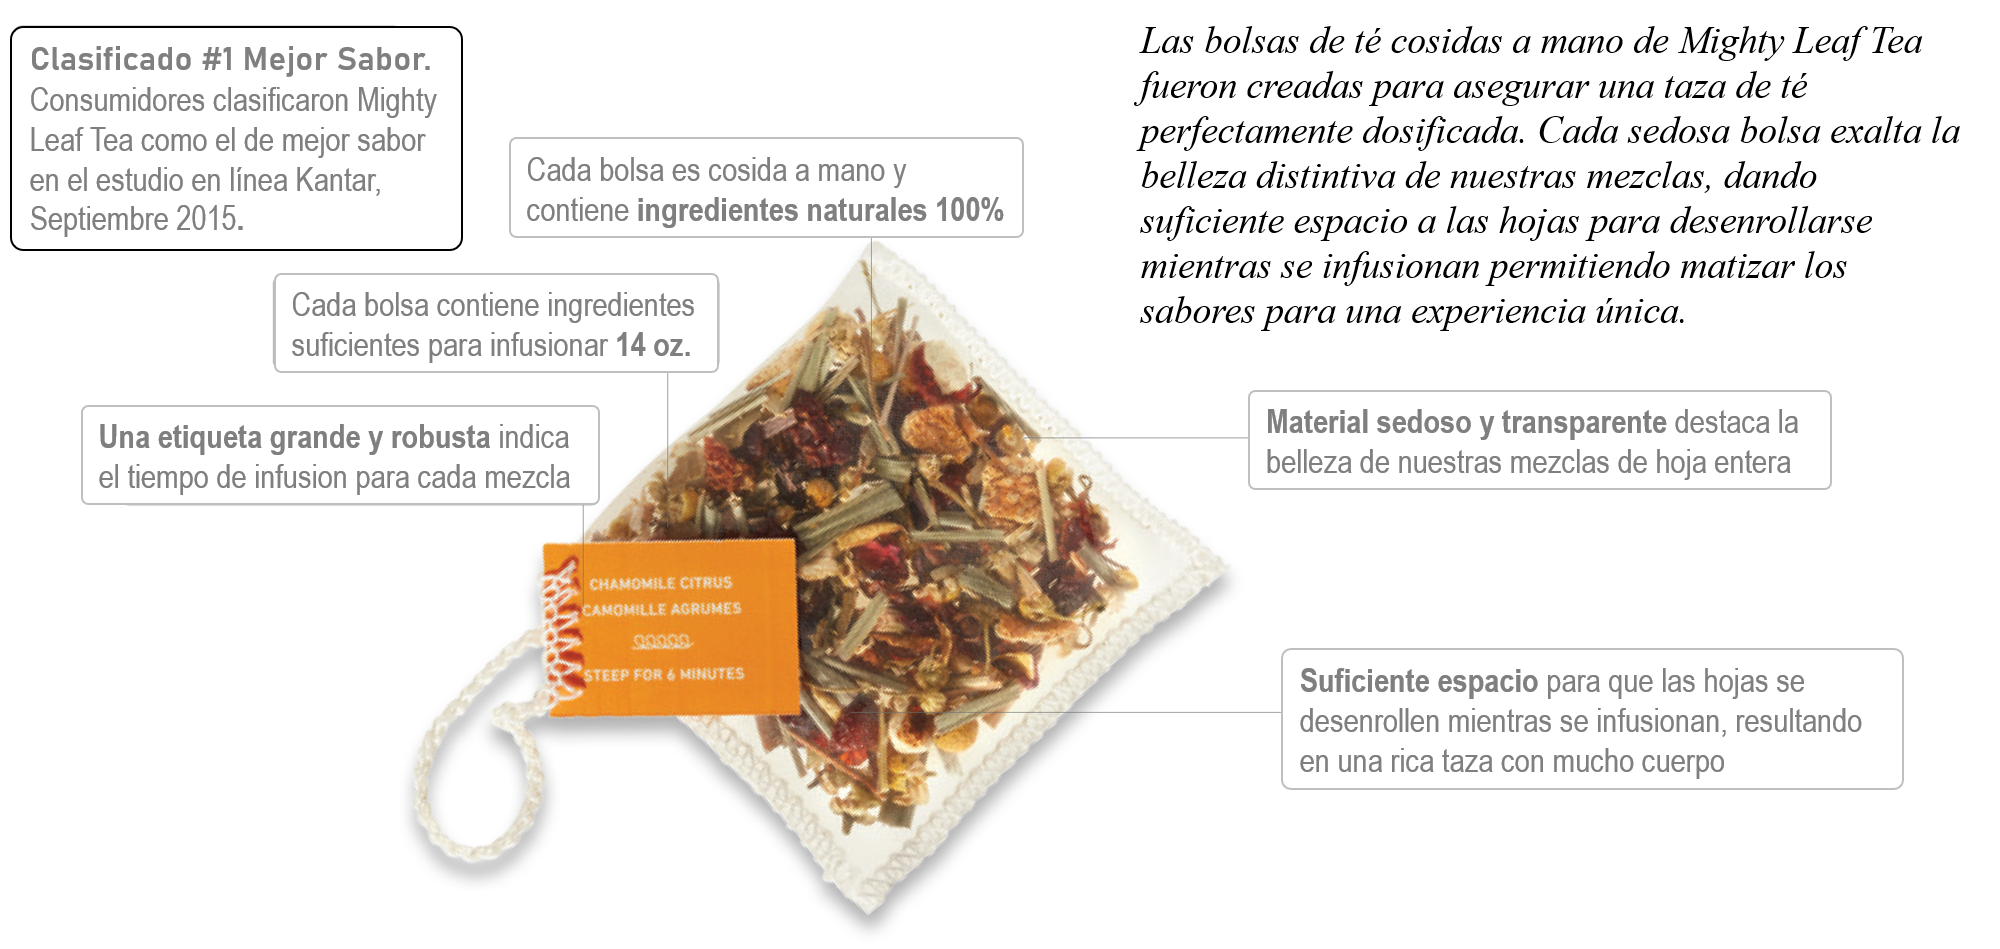 Clasificado #1 Mejor Sabor.
Consumidores clasificaron Mighty
Leaf Tea como el de mejor sabor
en el estudio en línea Kantar,
Septiembre 2015.
Las bolsas de té cosidas a mano de Mighty Leaf Tea
fueron creadas para asegurar una taza de té
perfectamente dosificada. Cada sedosa bolsa exalta la
belleza distintiva de nuestras mezclas, dando
suficiente espacio a las hojas para desenrollarse
mientras se infusionan permitiendo matizar los
sabores para una experiencia única.
Cada bolsa es cosida a mano y
contiene ingredientes naturales 100%
Cada bolsa contiene ingredientes
suficientes para infusionar 14 oz.
Una etiqueta grande y robusta indica
el tiempo de infusion para cada mezcla
Material sedoso y transparente destaca la
belleza de nuestras mezclas de hoja entera
CHAMOMILE CITRUS
CAMOMILLE AGRUMES
STEEP FOR 6 MINUTES
Suficiente espacio para que las hojas se
desenrollen mientras se infusionan, resultando
en una rica taza con mucho cuerpo